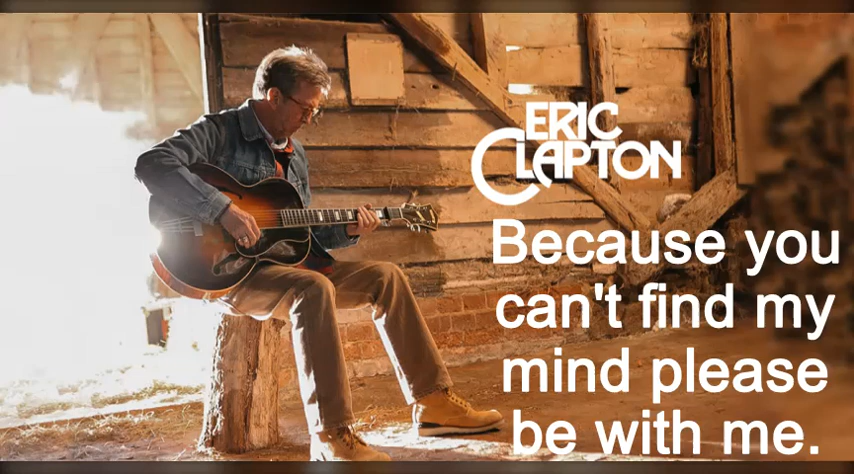 ERIC
CLAPTON
Because you
can't find my
mind please
be with me.